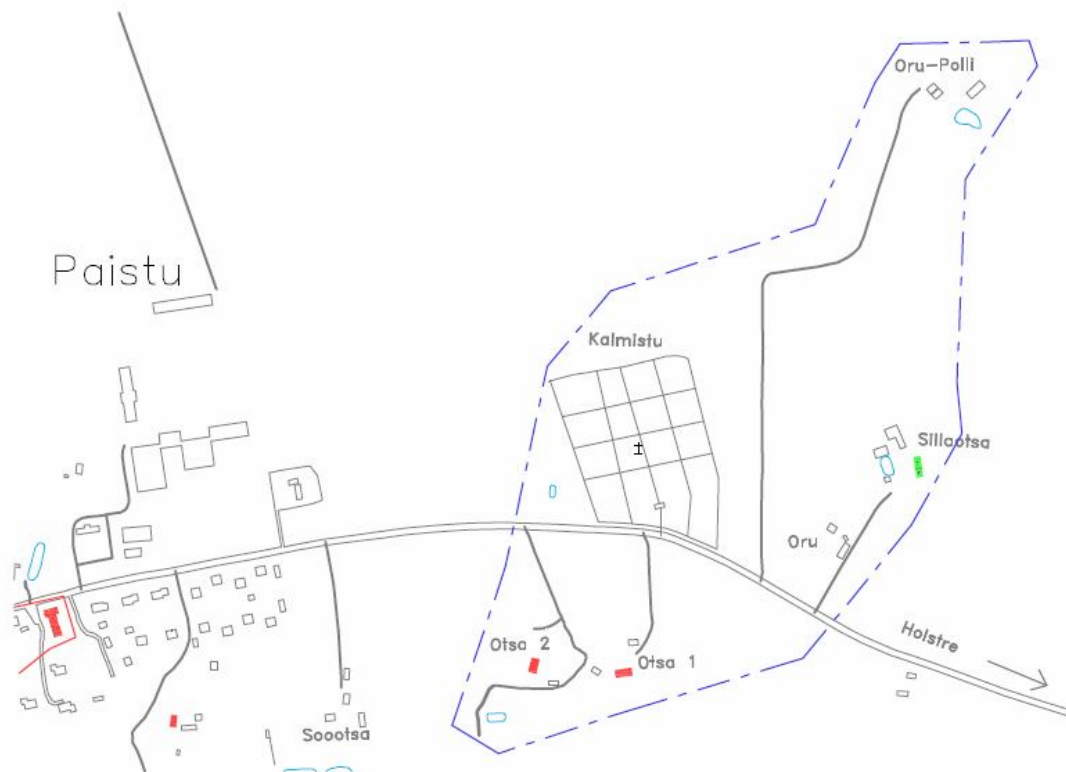 Oru-Polli
Paistu
Kalmistu
Sillaotsa
Oru
Holstre
Otsa 2
Otsa 1
Soootsa